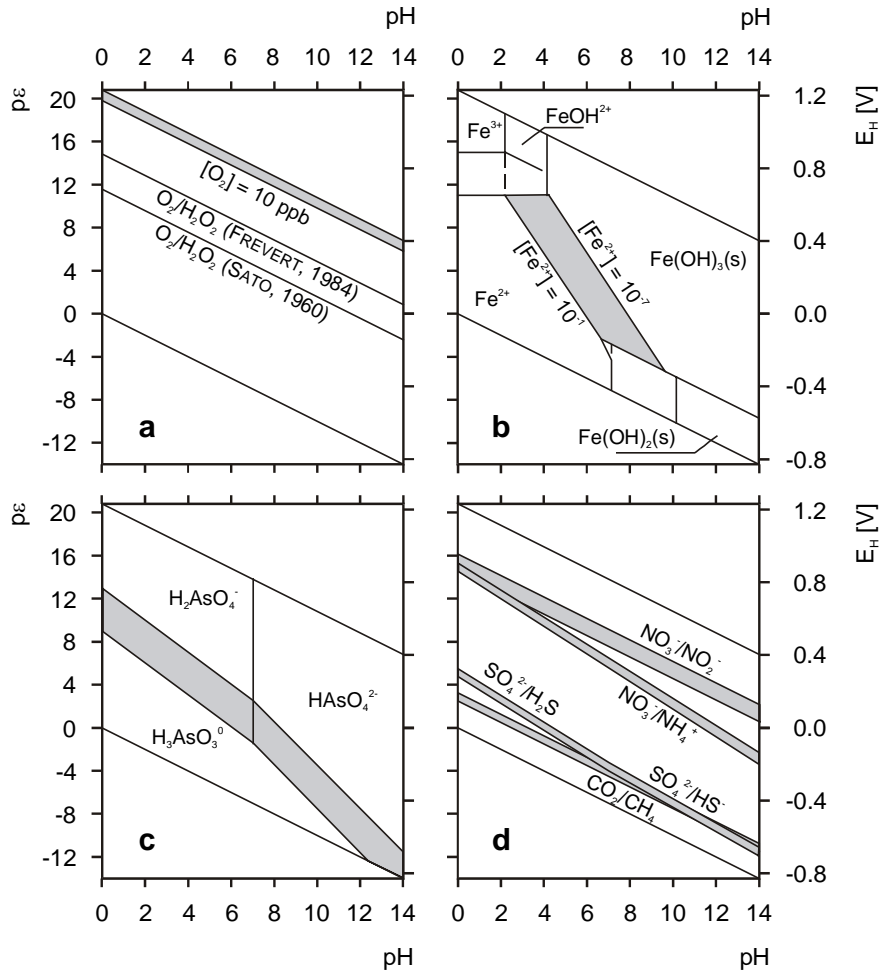 pH
0 2 4 6 8 10 12 14
pH
0 2 4 6 8 10 12 14
pε
20
16
12
8
4
0
-4
-8
-12
[O₂] = 10 ppb
O₂/H₂O₂ (FREVERT, 1984)
O₂/H₂O₂ (SATO, 1960)
a
Fe³⁺
FeOH²⁺
[Fe²⁺] = 10⁻⁷
[Fe²⁺] = 10⁻¹
Fe(OH)₃(s)
Fe²⁺
Fe(OH)₂(s)
b
E_H [V]
1.2
0.8
0.4
0.0
-0.4
-0.8
pε
20
16
12
8
4
0
-4
-8
-12
H₂AsO₄⁻
HAsO₄²⁻
H₃AsO₃⁰
c
NO₃⁻/NO₂⁻
NO₃⁻/NH₄⁺
SO₄²⁻/H₂S
SO₄²⁻/HS⁻
CO₂/CH₄
d
E_H [V]
1.2
0.8
0.4
0.0
-0.4
-0.8
0 2 4 6 8 10 12 14
pH
0 2 4 6 8 10 12 14
pH